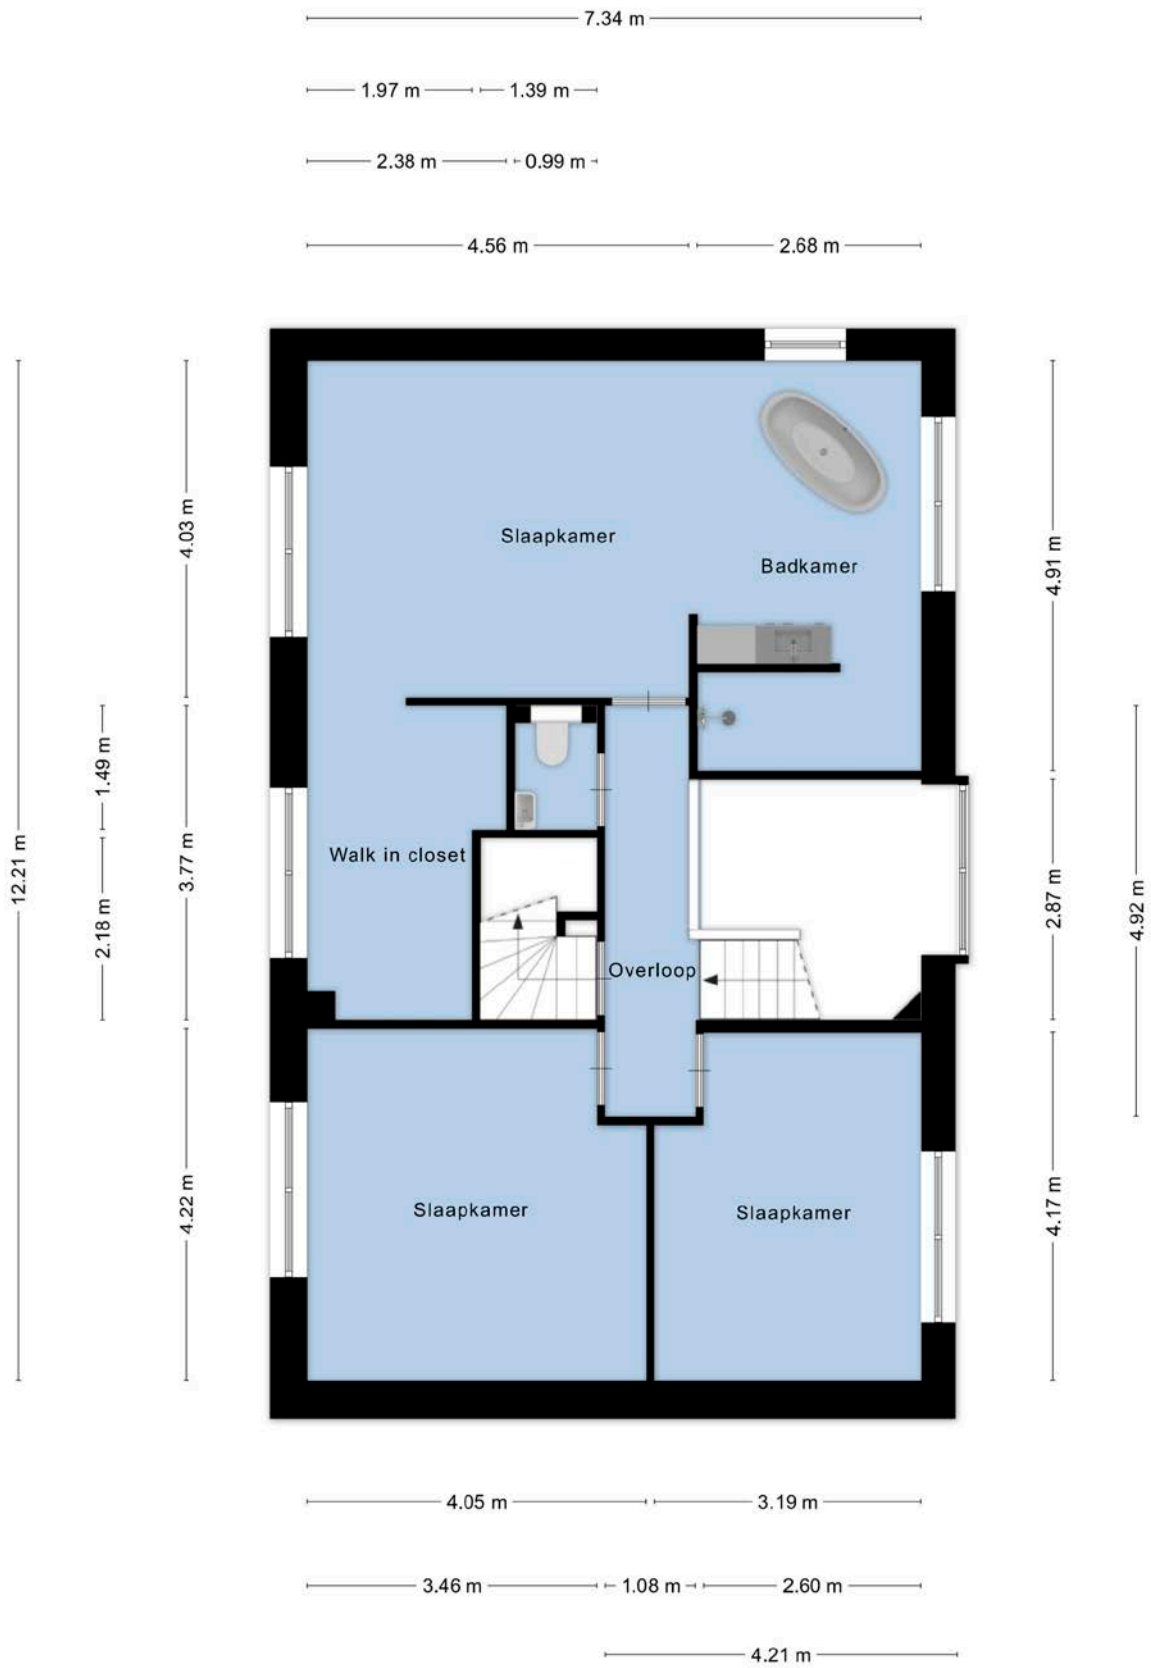 7.34 m
1.97 m
1.39 m
2.38 m
0.99 m
4.56 m
2.68 m
12.21 m
4.03 m
3.77 m
4.22 m
1.49 m
2.18 m
Slaapkamer
Badkamer
Walk in closet
Overloop
Slaapkamer
Slaapkamer
4.91 m
2.87 m
4.17 m
4.92 m
4.05 m
3.19 m
3.46 m
1.08 m
2.60 m
4.21 m